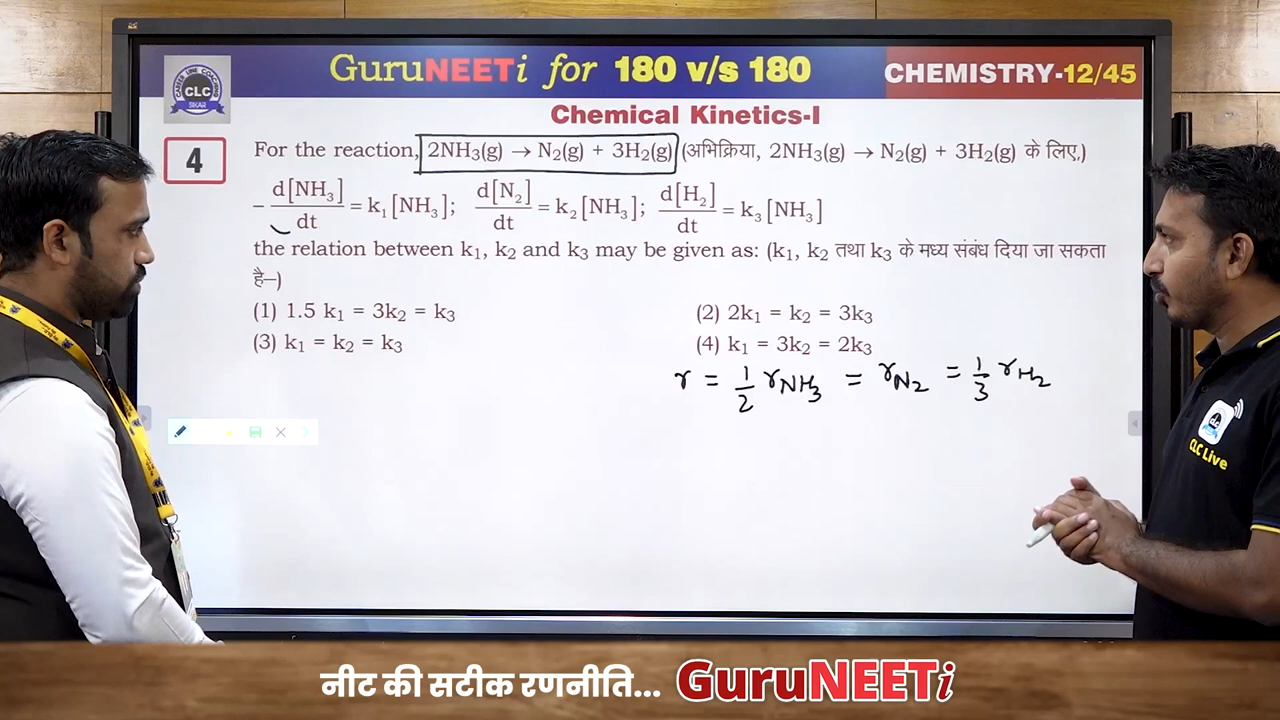 GuruNEETi for 180 v/s 180
CHEMISTRY-12/45
CAREER LINE COACHING
CLC
SIKAR
Chemical Kinetics-I
4
For the reaction, 2NH₃(g) → N₂(g) + 3H₂(g) (अभिक्रिया, 2NH₃(g) → N₂(g) + 3H₂(g) के लिए,)
- d[NH₃]/dt = k₁[NH₃]; d[N₂]/dt = k₂[NH₃]; d[H₂]/dt = k₃[NH₃]
the relation between k₁, k₂ and k₃ may be given as: (k₁, k₂ तथा k₃ के मध्य संबंध दिया जा सकता
है–)
(1) 1.5 k₁ = 3k₂ = k₃
(2) 2k₁ = k₂ = 3k₃
(3) k₁ = k₂ = k₃
(4) k₁ = 3k₂ = 2k₃
r = 1/2 rNH₃ = rN₂ = 1/3 rH₂
clc
CLC Live
नीट की सटीक रणनीति... GuruNEETi